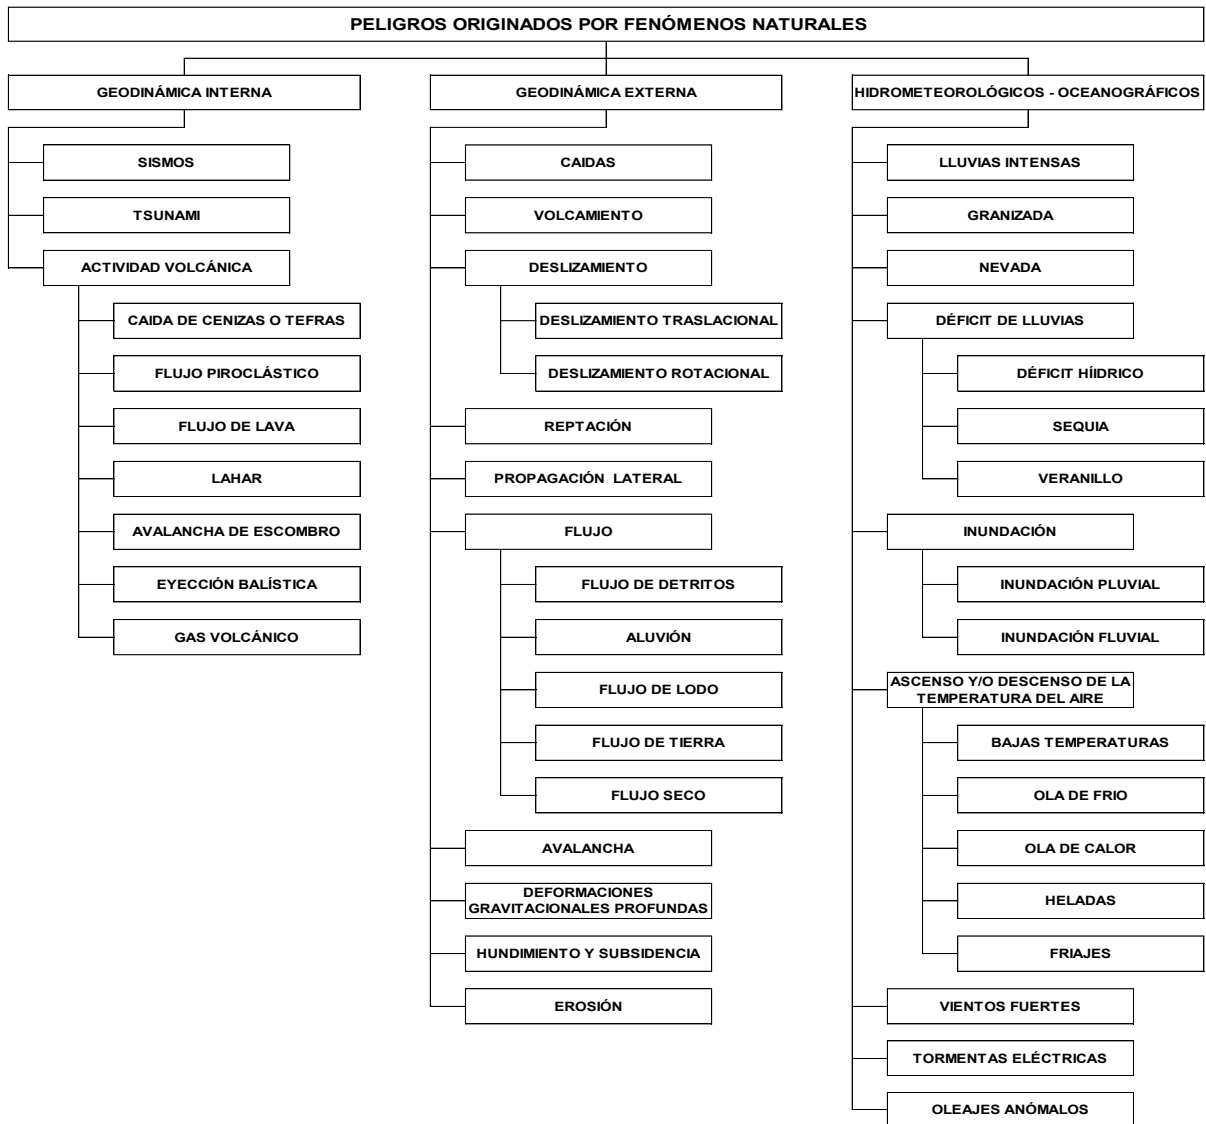 PELIGROS ORIGINADOS POR FENÓMENOS NATURALES
GEODINÁMICA INTERNA
SISMOS
TSUNAMI
ACTIVIDAD VOLCÁNICA
CAIDA DE CENIZAS O TEFRAS
FLUJO PIROCLÁSTICO
FLUJO DE LAVA
LAHAR
AVALANCHA DE ESCOMBRO
EYECCIÓN BALÍSTICA
GAS VOLCÁNICO
GEODINÁMICA EXTERNA
CAIDAS
VOLCAMIENTO
DESLIZAMIENTO
DESLIZAMIENTO TRASLACIONAL
DESLIZAMIENTO ROTACIONAL
REPTACIÓN
PROPAGACIÓN LATERAL
FLUJO
FLUJO DE DETRITOS
ALUVIÓN
FLUJO DE LODO
FLUJO DE TIERRA
FLUJO SECO
AVALANCHA
DEFORMACIONES
GRAVITACIONALES PROFUNDAS
HUNDIMIENTO Y SUBSIDENCIA
EROSIÓN
HIDROMETEOROLÓGICOS - OCEANOGRÁFICOS
LLUVIAS INTENSAS
GRANIZADA
NEVADA
DÉFICIT DE LLUVIAS
DÉFICIT HÍIDRICO
SEQUIA
VERANILLO
INUNDACIÓN
INUNDACIÓN PLUVIAL
INUNDACIÓN FLUVIAL
ASCENSO Y/O DESCENSO DE LA
TEMPERATURA DEL AIRE
BAJAS TEMPERATURAS
OLA DE FRIO
OLA DE CALOR
HELADAS
FRIAJES
VIENTOS FUERTES
TORMENTAS ELÉCTRICAS
OLEAJES ANÓMALOS